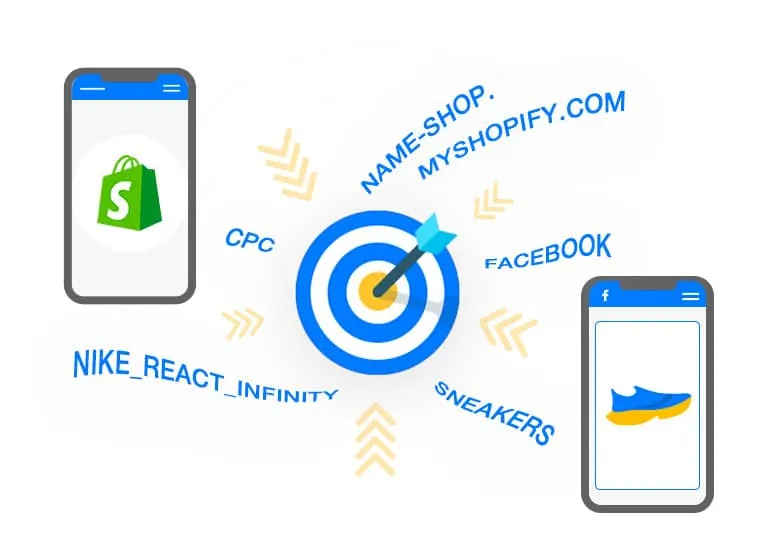 NAME-SHOP.
MYSHOPIFY.COM
CPC
FACEBOOK
NIKE_REACT_INFINITY
SNEAKERS
S
f